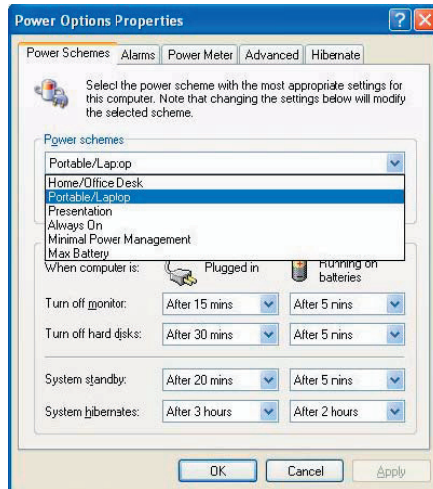 Power Options Properties
Power Schemes Alarms Power Meter Advanced Hibernate
Select the power scheme with the most appropriate settings for
this computer. Note that changing the settings below will modify
the selected scheme.
Power schemes
Portable/Laptop
Home/Office Desk
Portable/Laptop
Presentation
Always On
Minimal Power Management
Max Battery
When computer is: Plugged in Running on
batteries
Turn off monitor: After 15 mins After 5 mins
Turn off hard disks: After 30 mins After 5 mins
System standby: After 20 mins After 5 mins
System hibernates: After 3 hours After 2 hours
OK Cancel Apply